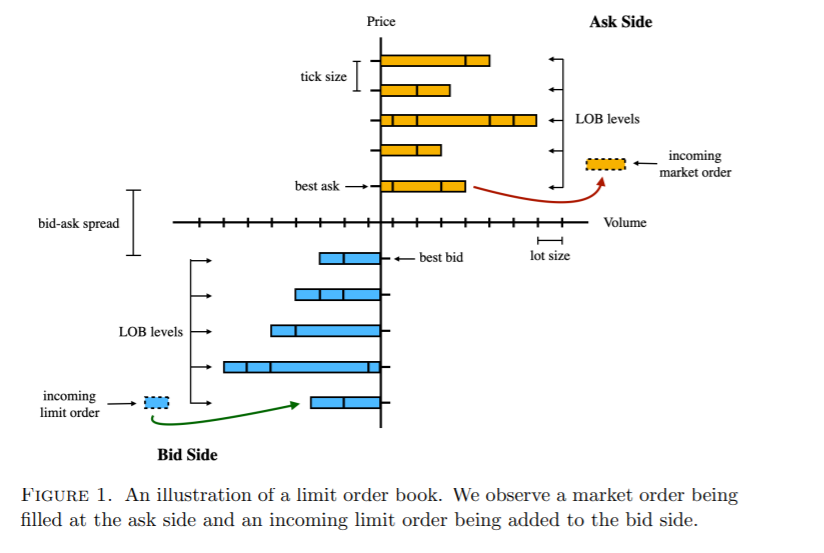 Price
Ask Side
tick size
LOB levels
incoming
market order
best ask
bid-ask spread
Volume
best bid
lot size
LOB levels
incoming
limit order
Bid Side
FIGURE 1. An illustration of a limit order book. We observe a market order being
filled at the ask side and an incoming limit order being added to the bid side.